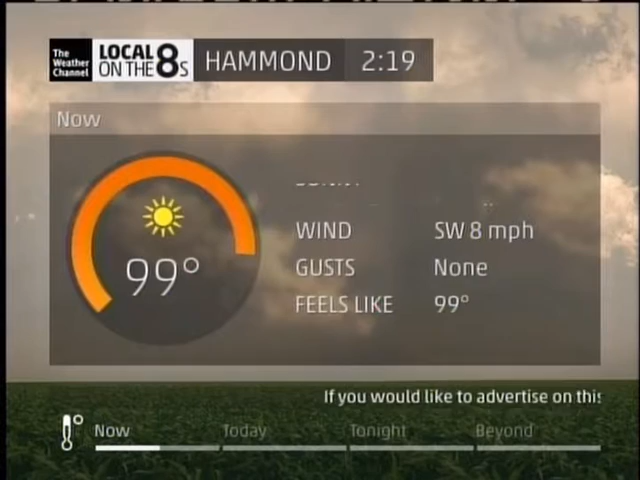 The Weather Channel
LOCAL ON THE 8s
HAMMOND 2:19
Now
99°
WIND SW 8 mph
GUSTS None
FEELS LIKE 99°
If you would like to advertise on this
Now Today Tonight Beyond